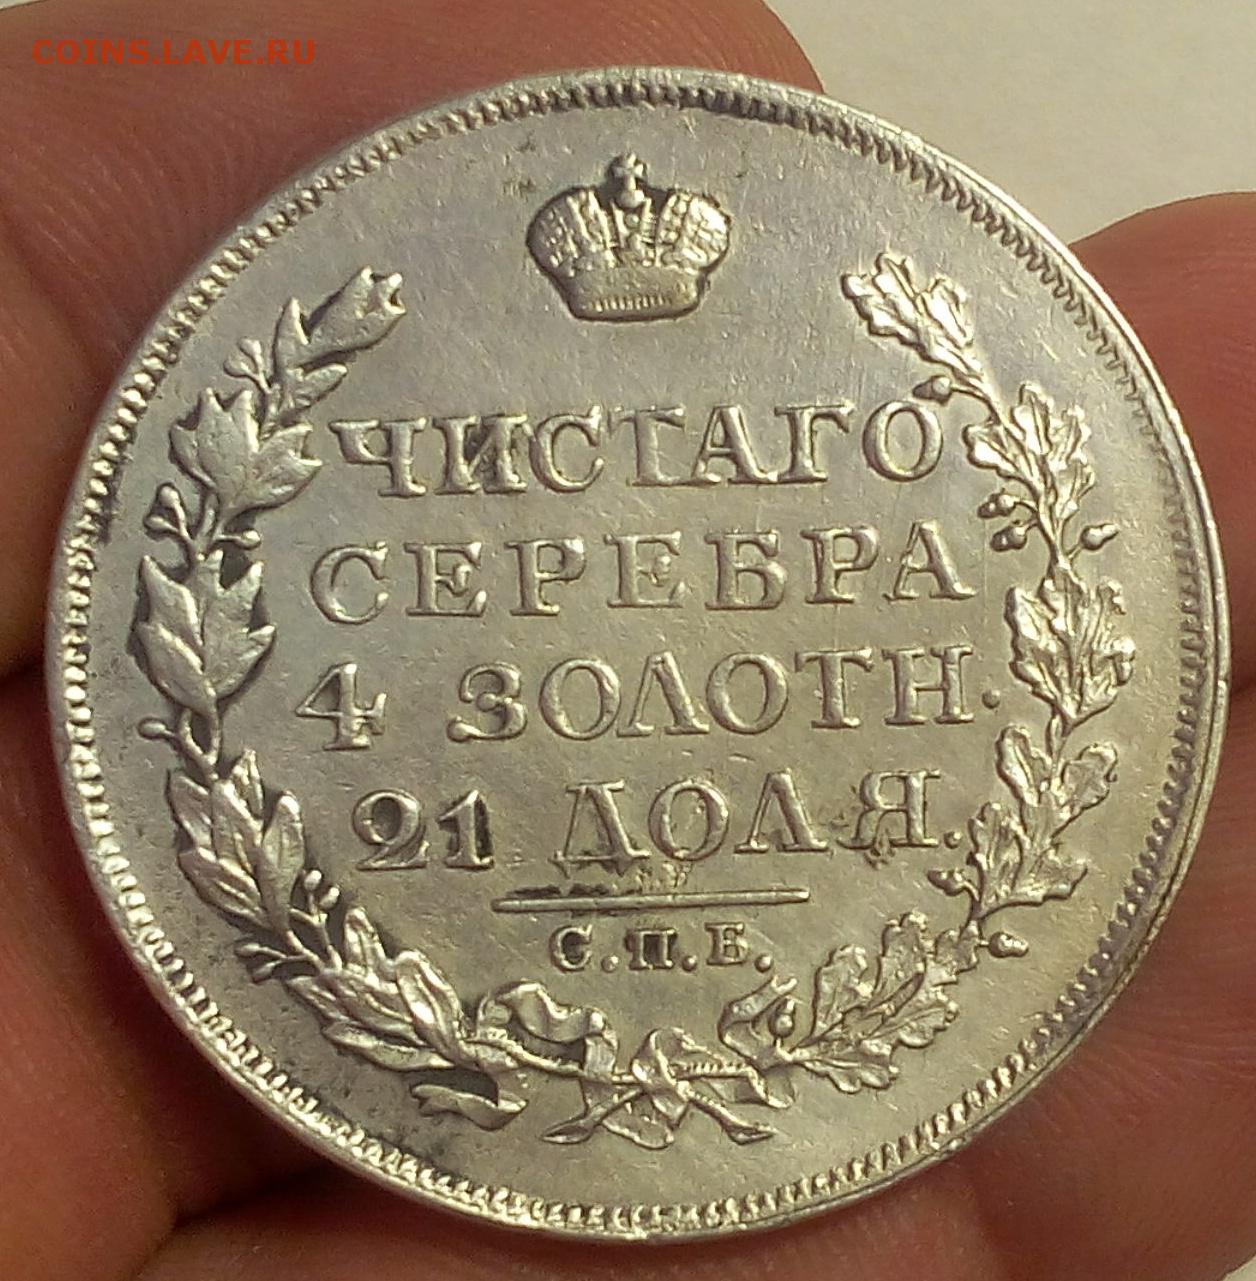 COINS.LAVE.RU
ЧИСТАГО
СЕРЕБРА
4 ЗОЛОТН.
21 ДОЛЯ.
С.П.Б.